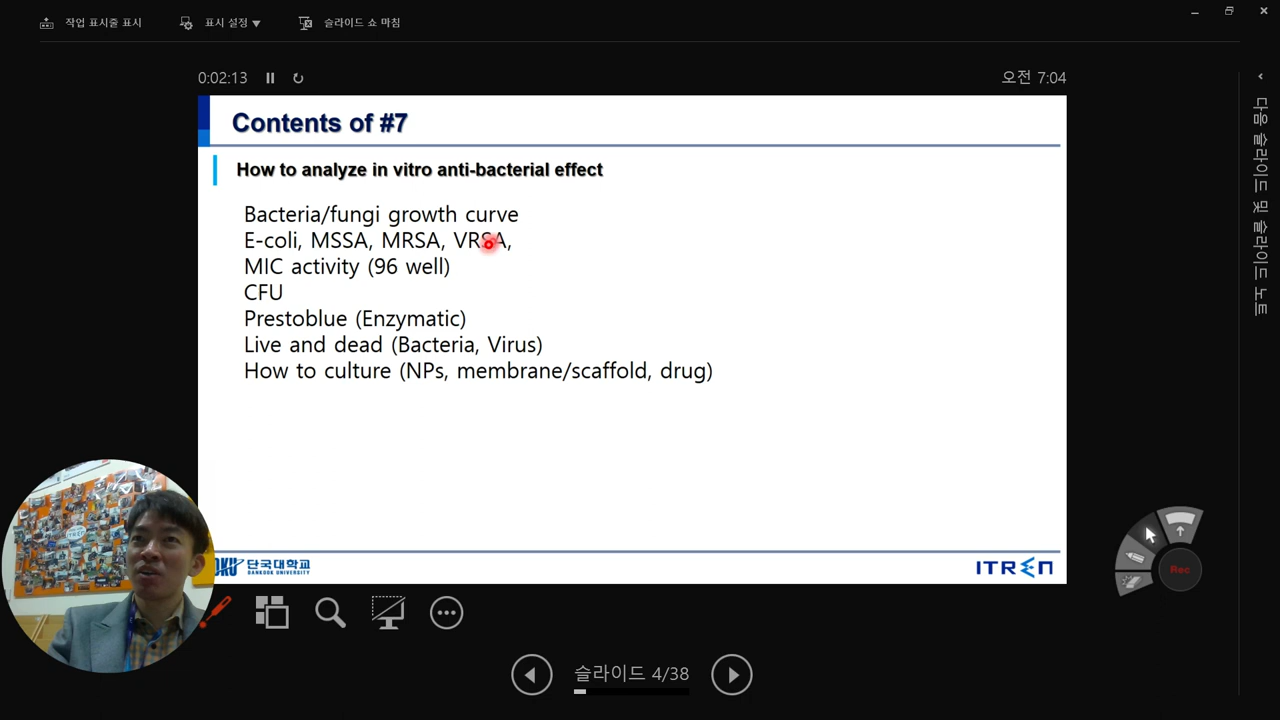 작업 표시줄 표시
표시 설정 ▼
슬라이드 쇼 마침
0:02:13
오전 7:04
Contents of #7
How to analyze in vitro anti-bacterial effect
Bacteria/fungi growth curve
E-coli, MSSA, MRSA, VRSA,
MIC activity (96 well)
CFU
Prestoblue (Enzymatic)
Live and dead (Bacteria, Virus)
How to culture (NPs, membrane/scaffold, drug)
DKU 단국대학교
DANKOOK UNIVERSITY
ITREN
다음 슬라이드 및 슬라이드 노트
ITREN
Rec
슬라이드 4/38